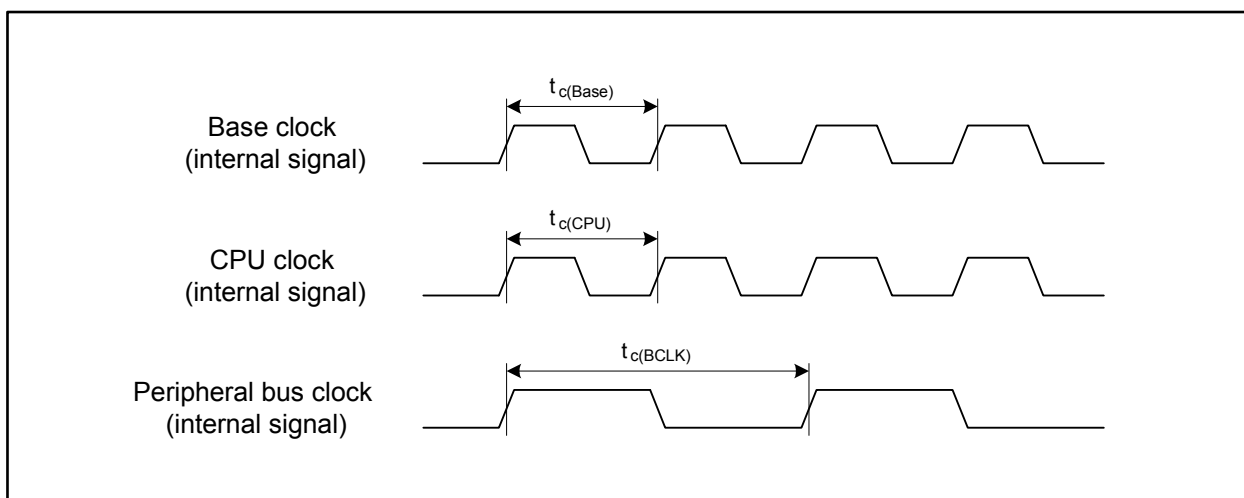 t c(Base)
Base clock
(internal signal)
t c(CPU)
CPU clock
(internal signal)
t c(BCLK)
Peripheral bus clock
(internal signal)